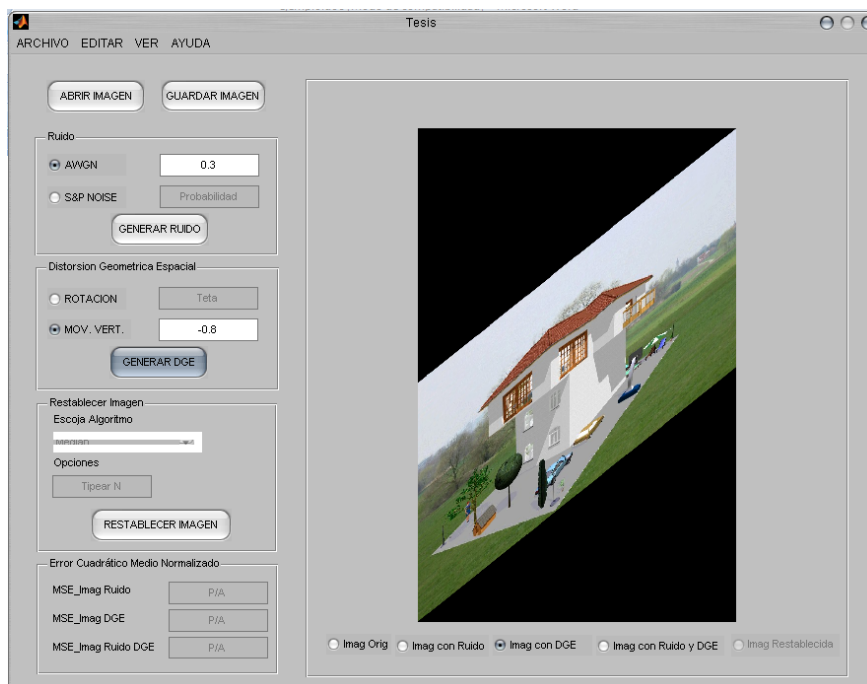 Tesis
ARCHIVO EDITAR VER AYUDA
ABRIR IMAGEN GUARDAR IMAGEN
Ruido
AWGN 0.3
S&P NOISE Probabilidad
GENERAR RUIDO
Distorsion Geometrica Espacial
ROTACION Teta
MOV. VERT. -0.8
GENERAR DGE
Restablecer Imagen
Escoja Algoritmo
Median
Opciones
Tipear N
RESTABLECER IMAGEN
Error Cuadrático Medio Normalizado
MSE_Imag Ruido P/A
MSE_Imag DGE P/A
MSE_Imag Ruido DGE P/A
Imag Orig Imag con Ruido Imag con DGE Imag con Ruido y DGE Imag Restablecida